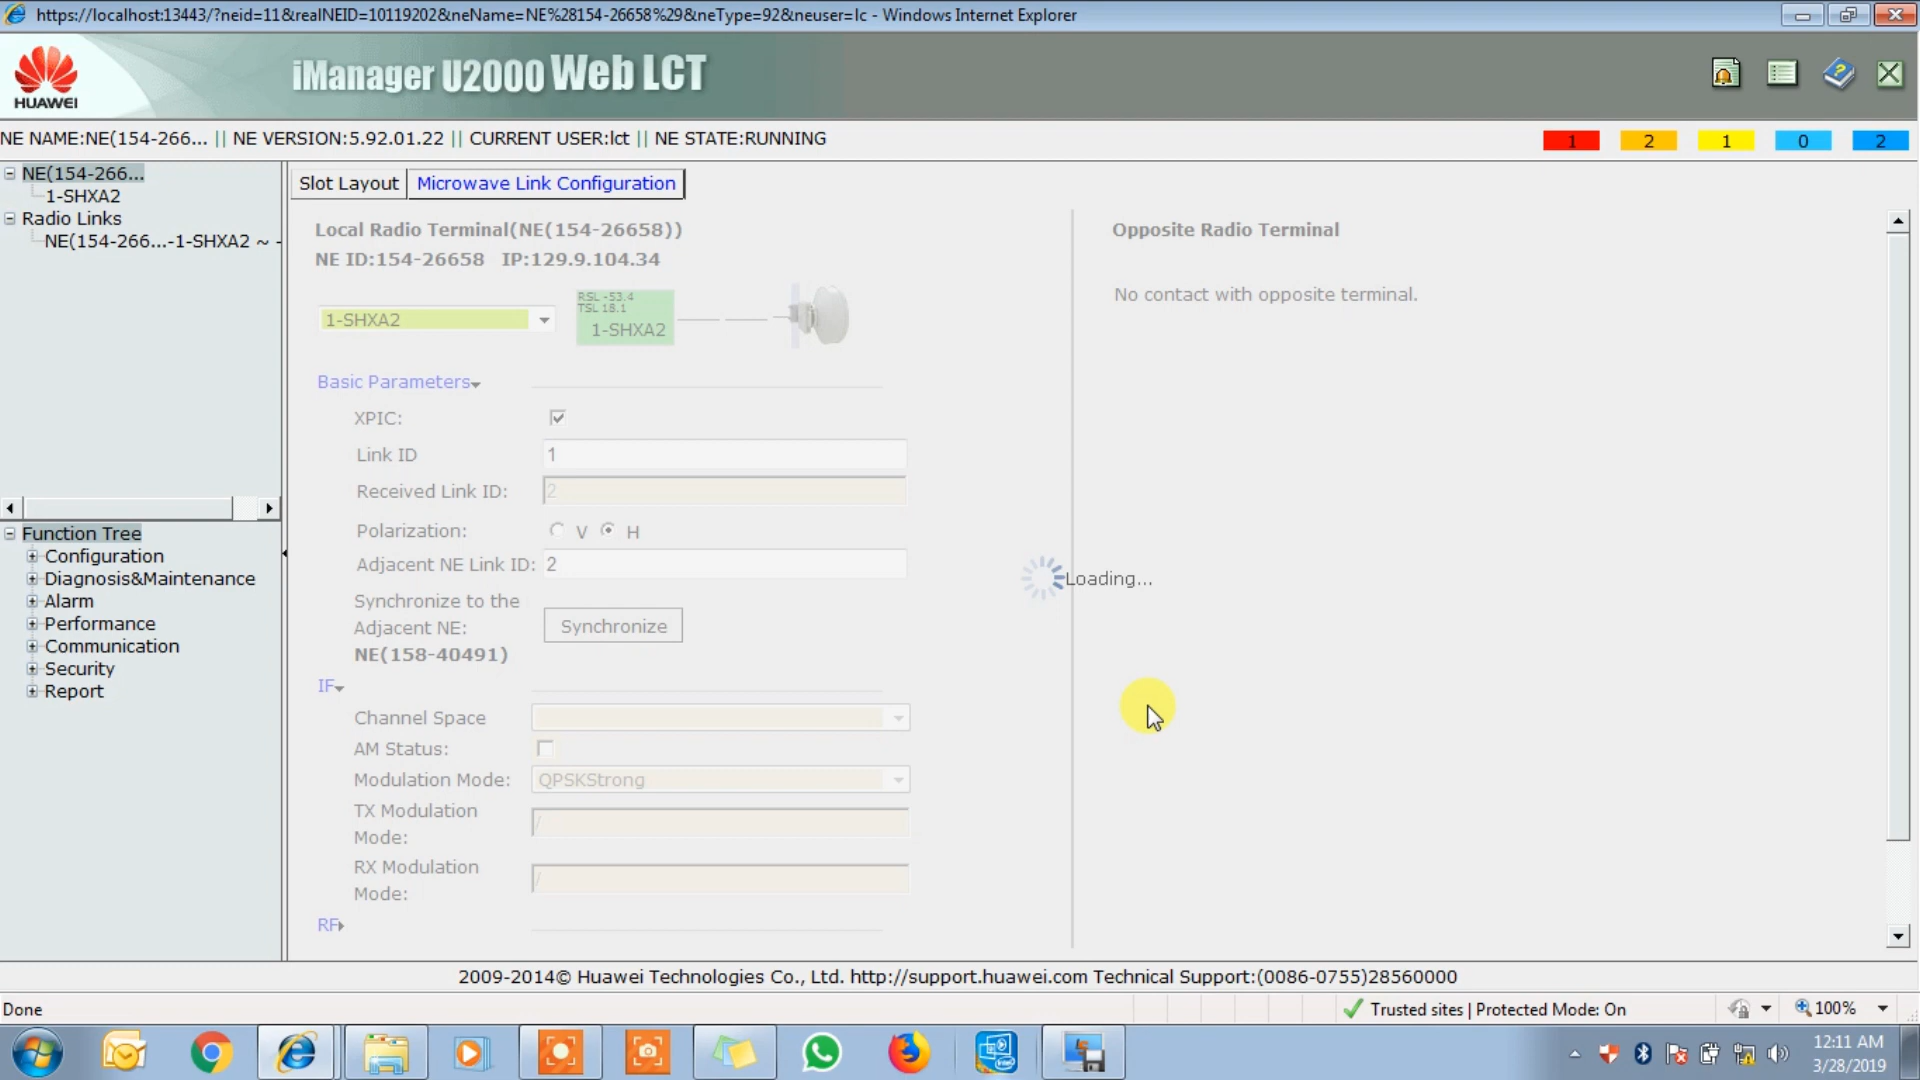 https://localhost:13443/?neid=11&realNEID=10119202&neName=NE%28154-26658%29&neType=92&neuser=lc - Windows Internet Explorer
HUAWEI
iManager U2000 Web LCT
NE NAME:NE(154-266... || NE VERSION:5.92.01.22 || CURRENT USER:lct || NE STATE:RUNNING
1 2 1 0 2
NE(154-266...
1-SHXA2
Radio Links
NE(154-266...-1-SHXA2 ~ -
Function Tree
Configuration
Diagnosis&Maintenance
Alarm
Performance
Communication
Security
Report
Slot Layout
Microwave Link Configuration
Local Radio Terminal(NE(154-26658))
NE ID:154-26658 IP:129.9.104.34
1-SHXA2
RSL -53.4
TSL 18.1
1-SHXA2
Basic Parameters
XPIC:
Link ID 1
Received Link ID: 2
Polarization: V H
Adjacent NE Link ID: 2
Synchronize to the
Adjacent NE:
NE(158-40491)
Synchronize
IF
Channel Space
AM Status:
Modulation Mode: QPSKStrong
TX Modulation
Mode:
/
RX Modulation
Mode:
/
RF
Opposite Radio Terminal
No contact with opposite terminal.
Loading...
2009-2014© Huawei Technologies Co., Ltd. http://support.huawei.com Technical Support:(0086-0755)28560000
Done
Trusted sites | Protected Mode: On
100%
12:11 AM
3/28/2019